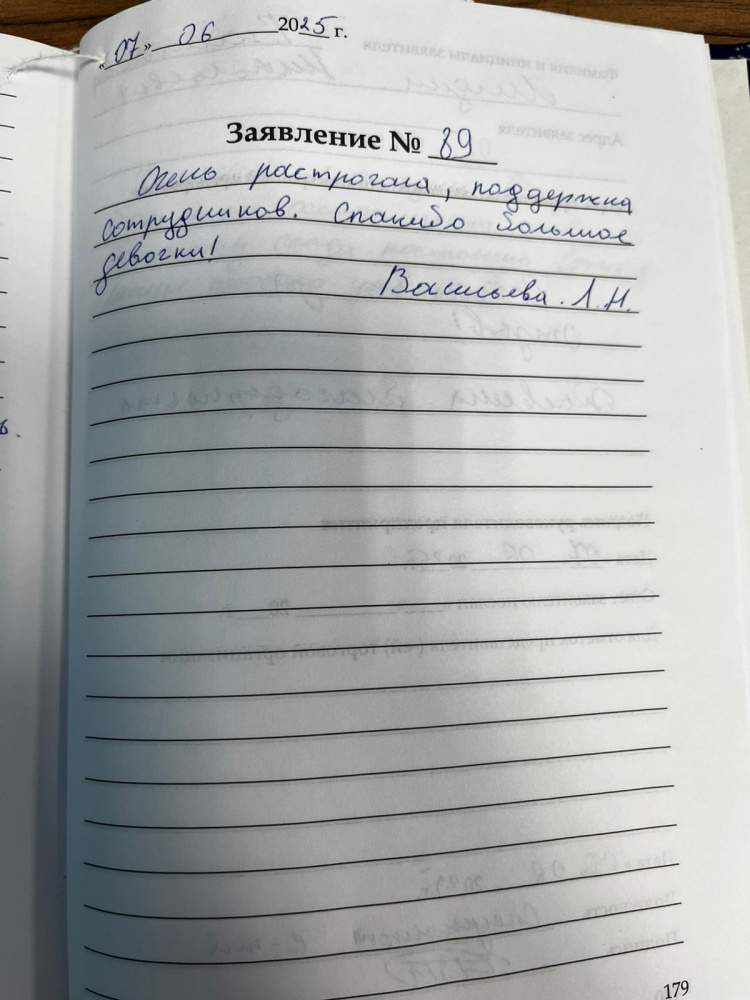 «07» 06 2025 г.
Заявление № 89
Очень растрогала, поддержка
сотрудников. Спасибо большое
девочки!
Васильева. Л.Н.
179